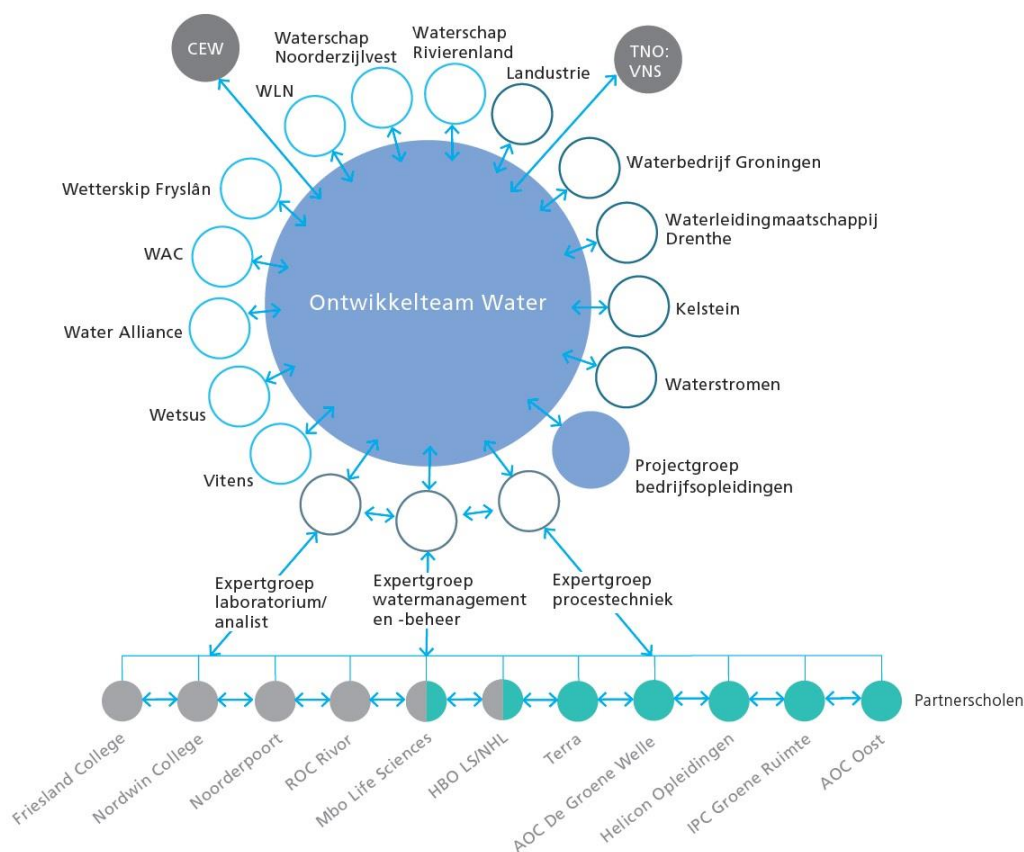 CEW
Waterschap
Noorderzijlvest
Waterschap
Rivierenland
TNO:
VNS
WLN
Landustrie
Wetterskip Fryslân
Waterbedrijf Groningen
WAC
Waterleidingmaatschappij
Drenthe
Water Alliance
Ontwikkelteam Water
Kelstein
Wetsus
Waterstromen
Vitens
Projectgroep
bedrijfsopleidingen
Expertgroep
laboratorium/
analist
Expertgroep
watermanagement
en -beheer
Expertgroep
procestechniek
Partnerscholen
Friesland College
Nordwin College
Noorderpoort
ROC Rivor
Mbo Life Sciences
HBO LS/NHL
Terra
AOC De Groene Welle
Helicon Opleidingen
IPC Groene Ruimte
AOC Oost